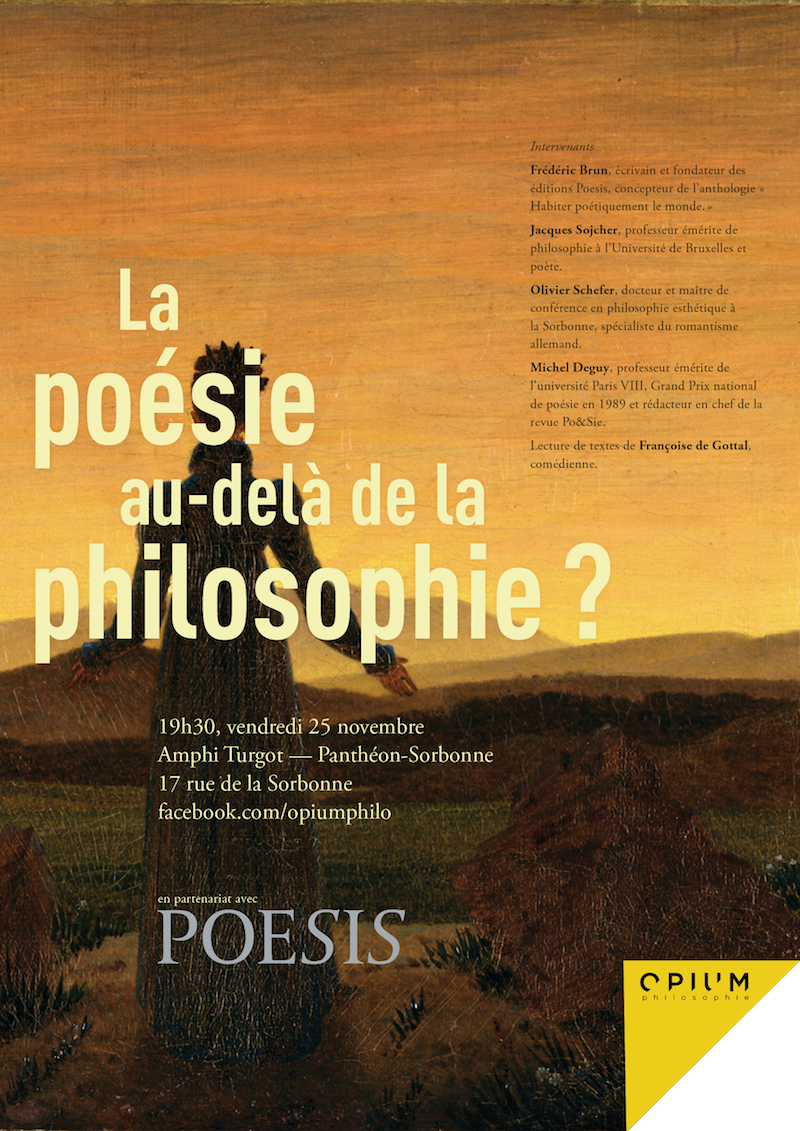 Intervenants
Frédéric Brun, écrivain et fondateur des
éditions Poesis, concepteur de l'anthologie «
Habiter poétiquement le monde. »
Jacques Sojcher, professeur émérite de
philosophie à l'Université de Bruxelles et
poète.
Olivier Schefer, docteur et maître de
conférence en philosophie esthétique à
la Sorbonne, spécialiste du romantisme
allemand.
Michel Deguy, professeur émérite de
l'université Paris VIII, Grand Prix national
de poésie en 1989 et rédacteur en chef de la
revue Po&Sie.
Lecture de textes de Françoise de Gottal,
comédienne.
La
poésie
au-delà de la
philosophie ?
19h30, vendredi 25 novembre
Amphi Turgot — Panthéon-Sorbonne
17 rue de la Sorbonne
facebook.com/opiumphilo
en partenariat avec
POESIS
OPIUM
philosophie